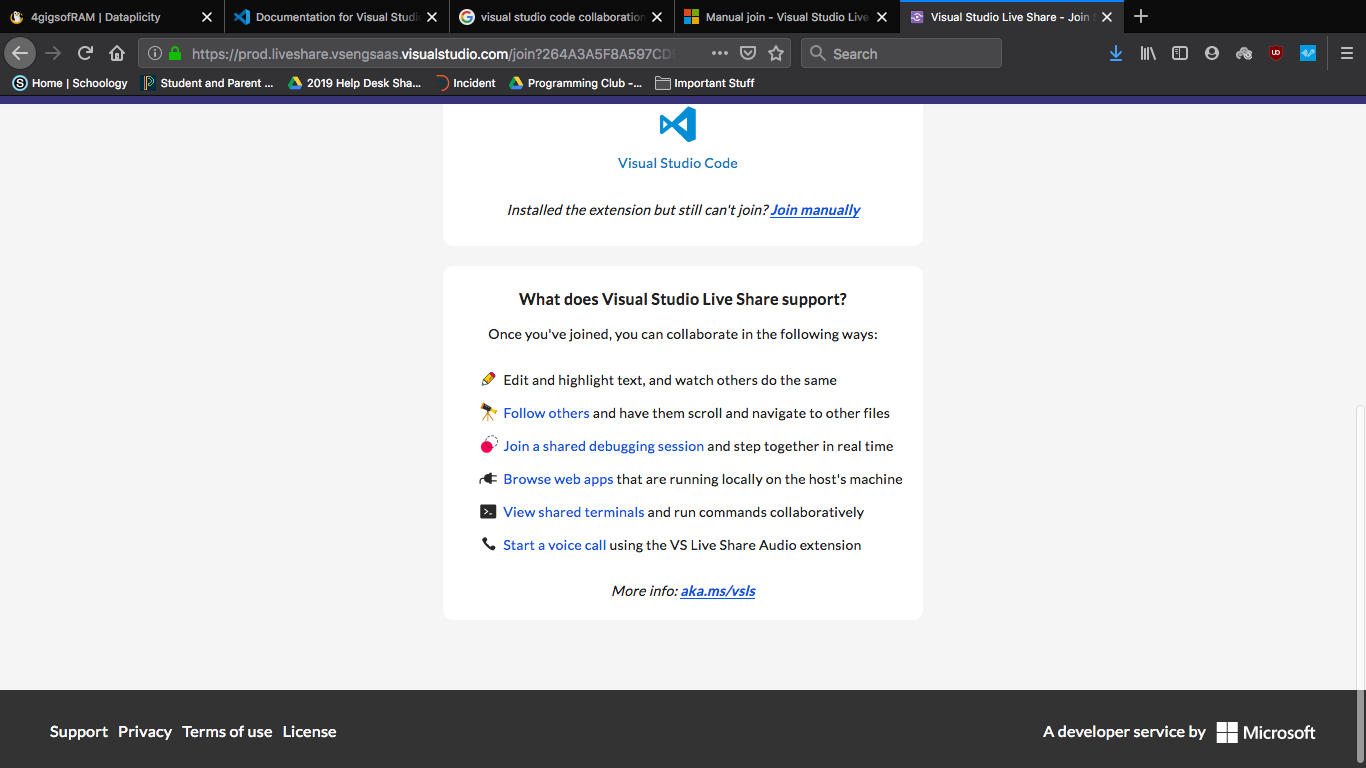 4gigsofRAM | Dataplicity
Documentation for Visual Studi
visual studio code collaboration
Manual join - Visual Studio Live
Visual Studio Live Share - Join S
https://prod.liveshare.vsengsaas.visualstudio.com/join?264A3A5F8A597CD
Search
Home | Schoology
Student and Parent ...
2019 Help Desk Sha...
Incident
Programming Club -...
Important Stuff
Visual Studio Code
Installed the extension but still can't join? Join manually
What does Visual Studio Live Share support?
Once you've joined, you can collaborate in the following ways:
Edit and highlight text, and watch others do the same
Follow others and have them scroll and navigate to other files
Join a shared debugging session and step together in real time
Browse web apps that are running locally on the host's machine
View shared terminals and run commands collaboratively
Start a voice call using the VS Live Share Audio extension
More info: aka.ms/vsls
Support Privacy Terms of use License
A developer service by Microsoft